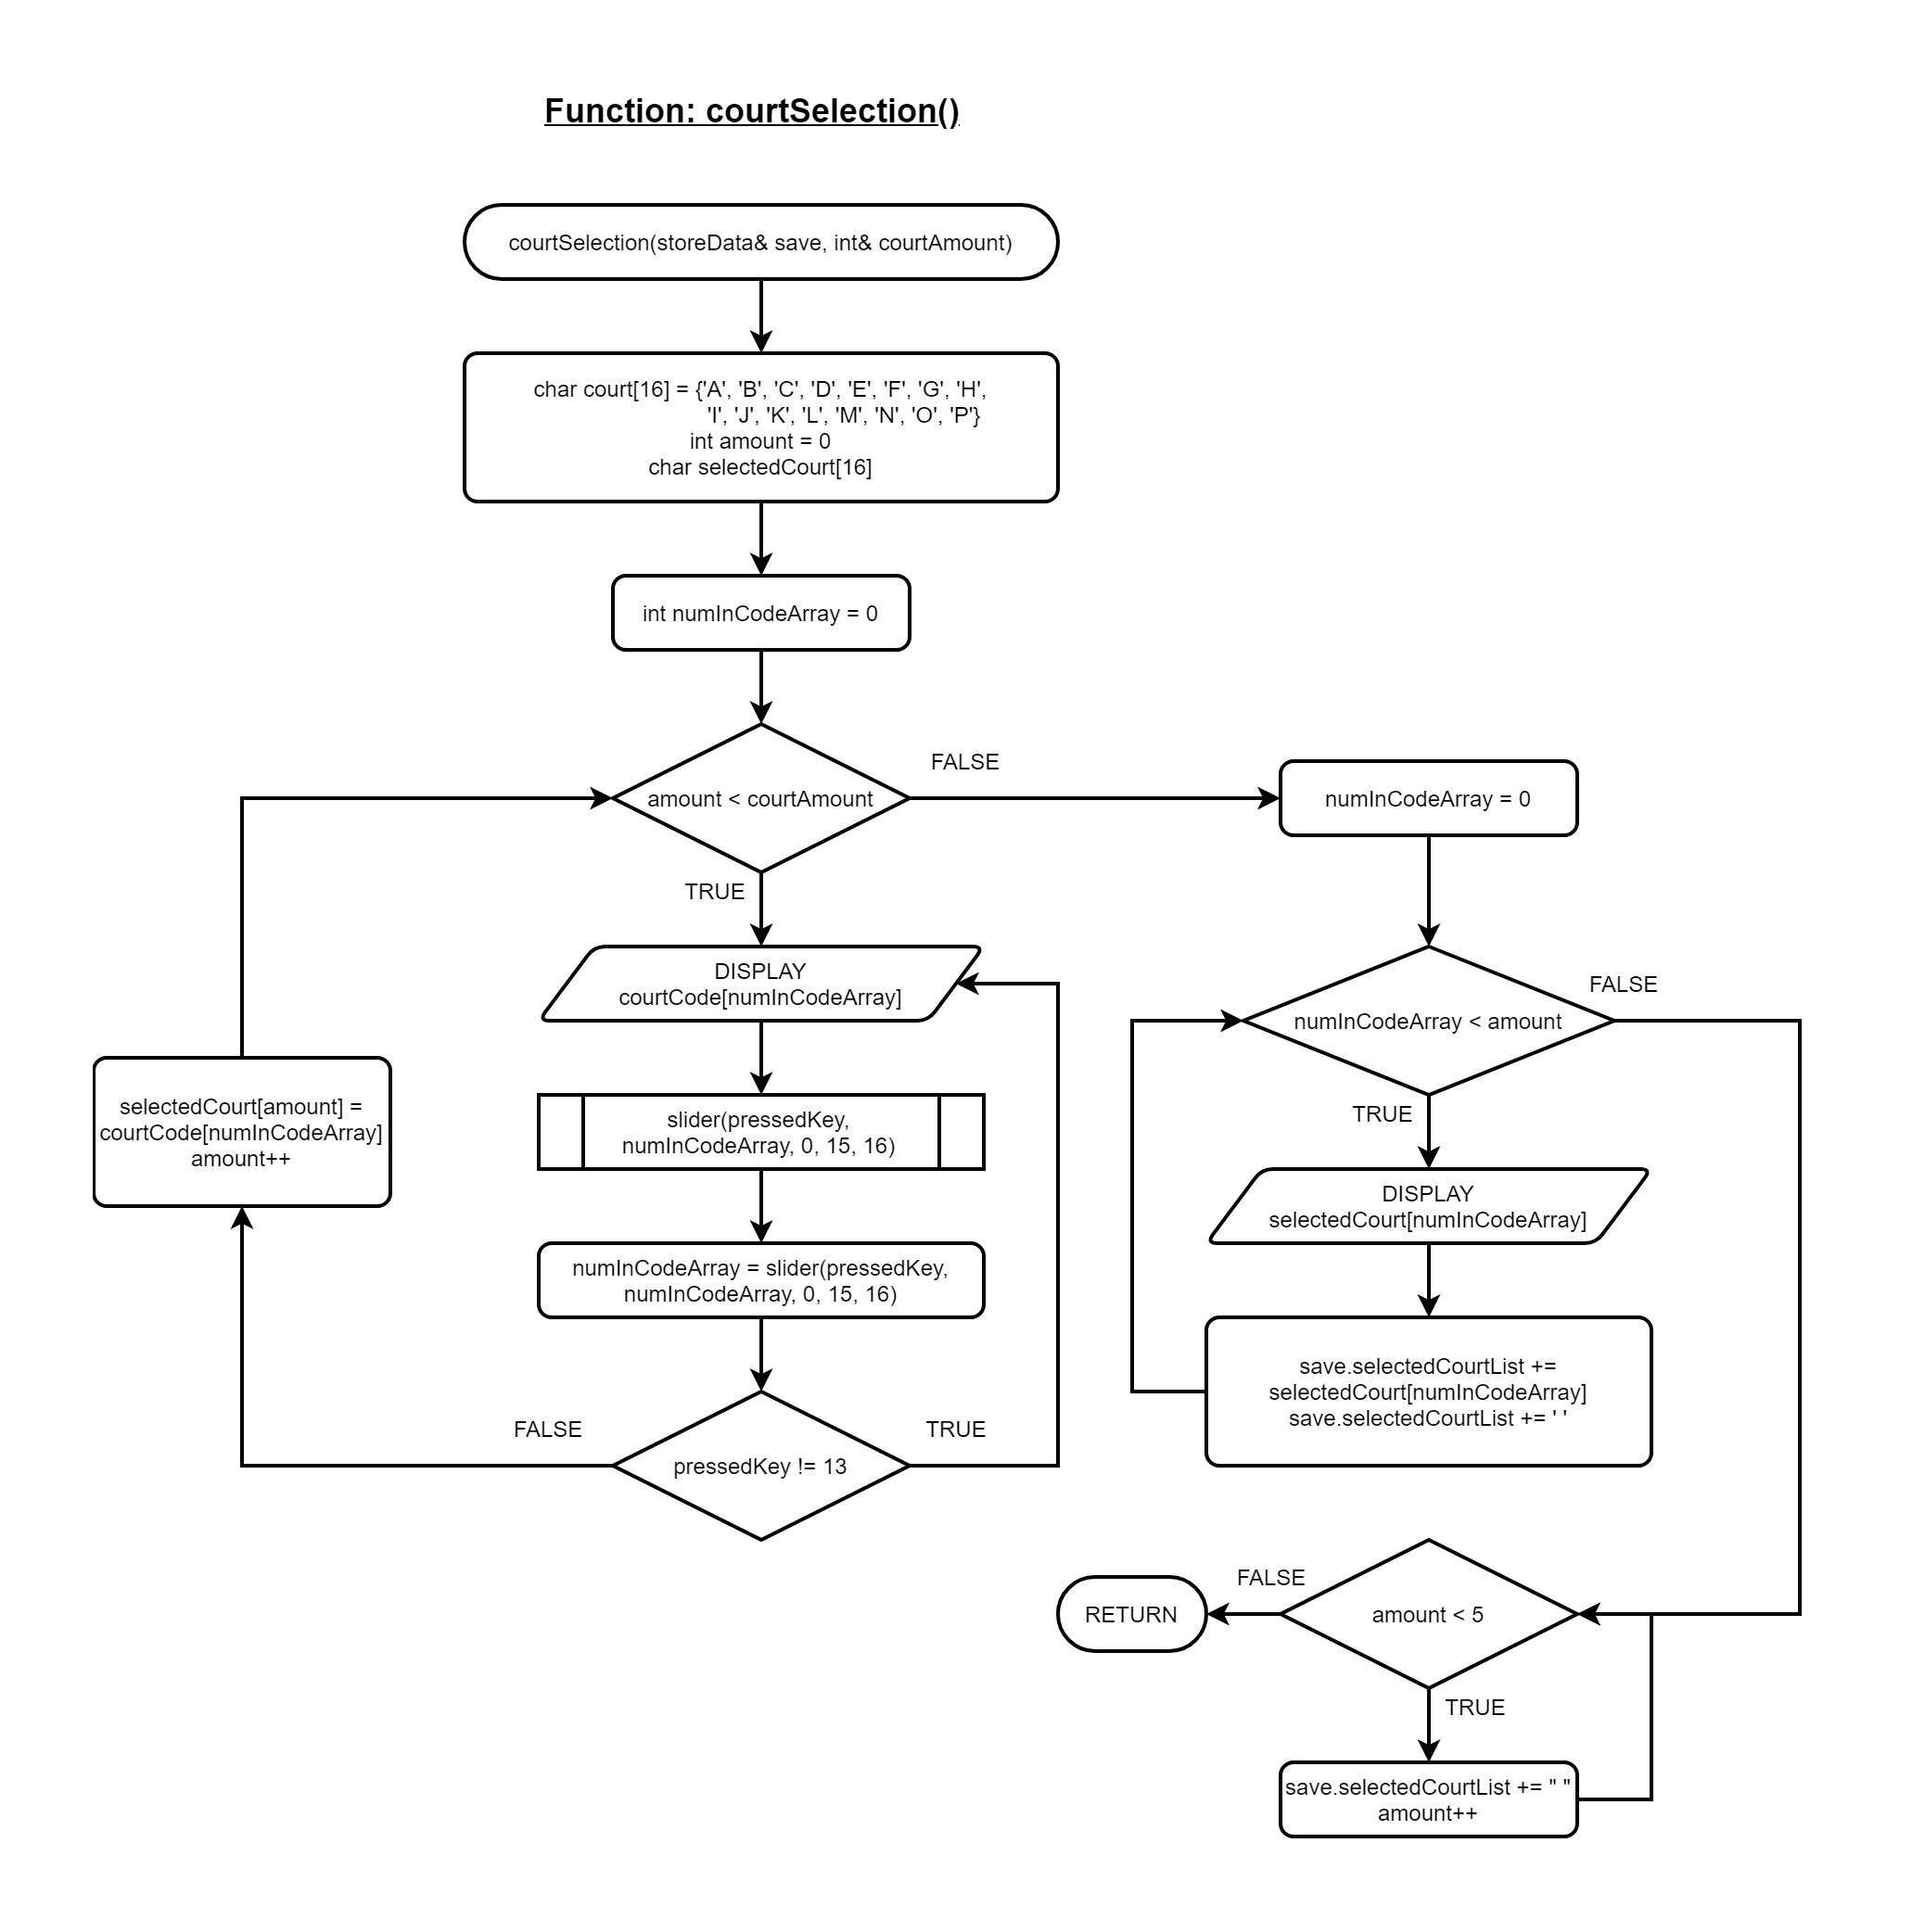 Function: courtSelection()
courtSelection(storeData& save, int& courtAmount)
char court[16] = {'A', 'B', 'C', 'D', 'E', 'F', 'G', 'H',
'I', 'J', 'K', 'L', 'M', 'N', 'O', 'P'}
int amount = 0
char selectedCourt[16]
int numInCodeArray = 0
amount < courtAmount
FALSE
TRUE
DISPLAY
courtCode[numInCodeArray]
slider(pressedKey,
numInCodeArray, 0, 15, 16)
numInCodeArray = slider(pressedKey,
numInCodeArray, 0, 15, 16)
pressedKey != 13
TRUE
FALSE
selectedCourt[amount] =
courtCode[numInCodeArray]
amount++
numInCodeArray = 0
numInCodeArray < amount
FALSE
TRUE
DISPLAY
selectedCourt[numInCodeArray]
save.selectedCourtList +=
selectedCourt[numInCodeArray]
save.selectedCourtList += ' '
amount < 5
FALSE
RETURN
TRUE
save.selectedCourtList += " "
amount++